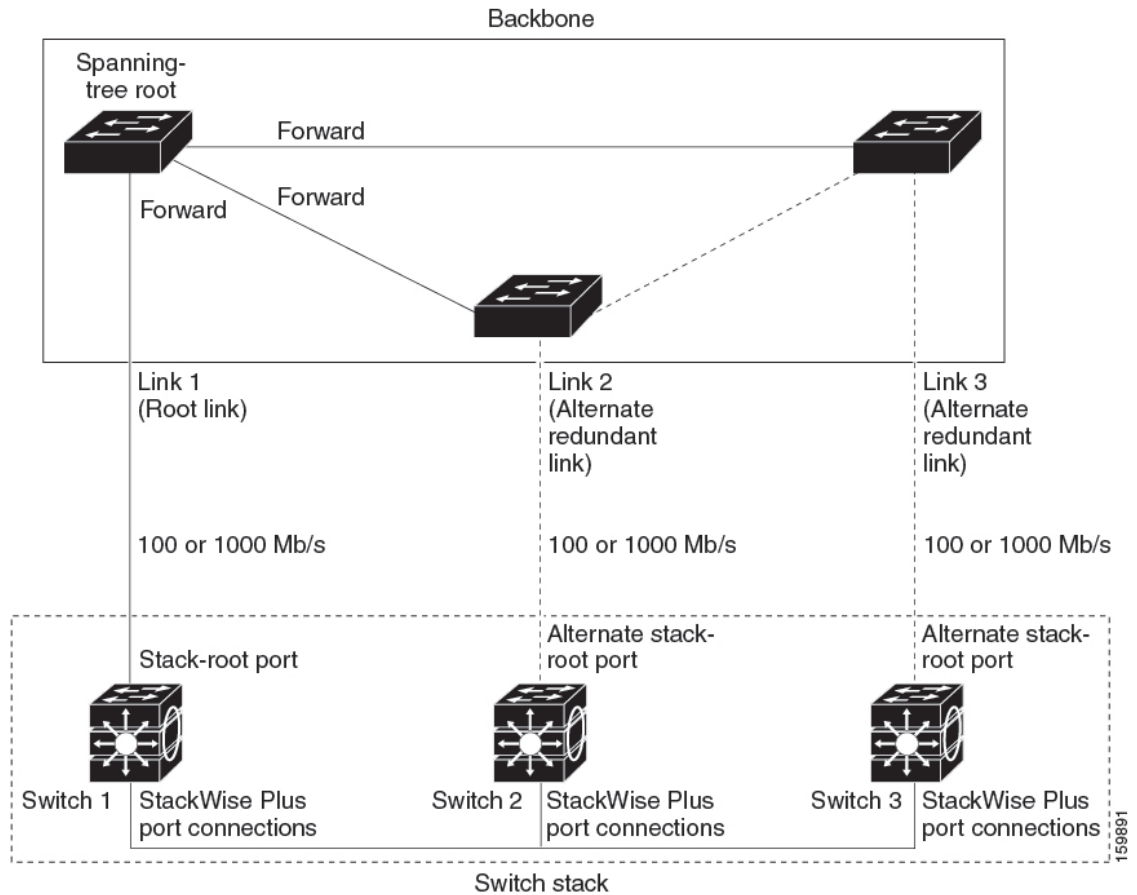 Backbone
Spanning-
tree root
Forward
Forward
Forward
Link 1
(Root link)
Link 2
(Alternate
redundant
link)
Link 3
(Alternate
redundant
link)
100 or 1000 Mb/s
100 or 1000 Mb/s
100 or 1000 Mb/s
Stack-root port
Alternate stack-
root port
Alternate stack-
root port
Switch 1
StackWise Plus
port connections
Switch 2
StackWise Plus
port connections
Switch 3
StackWise Plus
port connections
159891
Switch stack